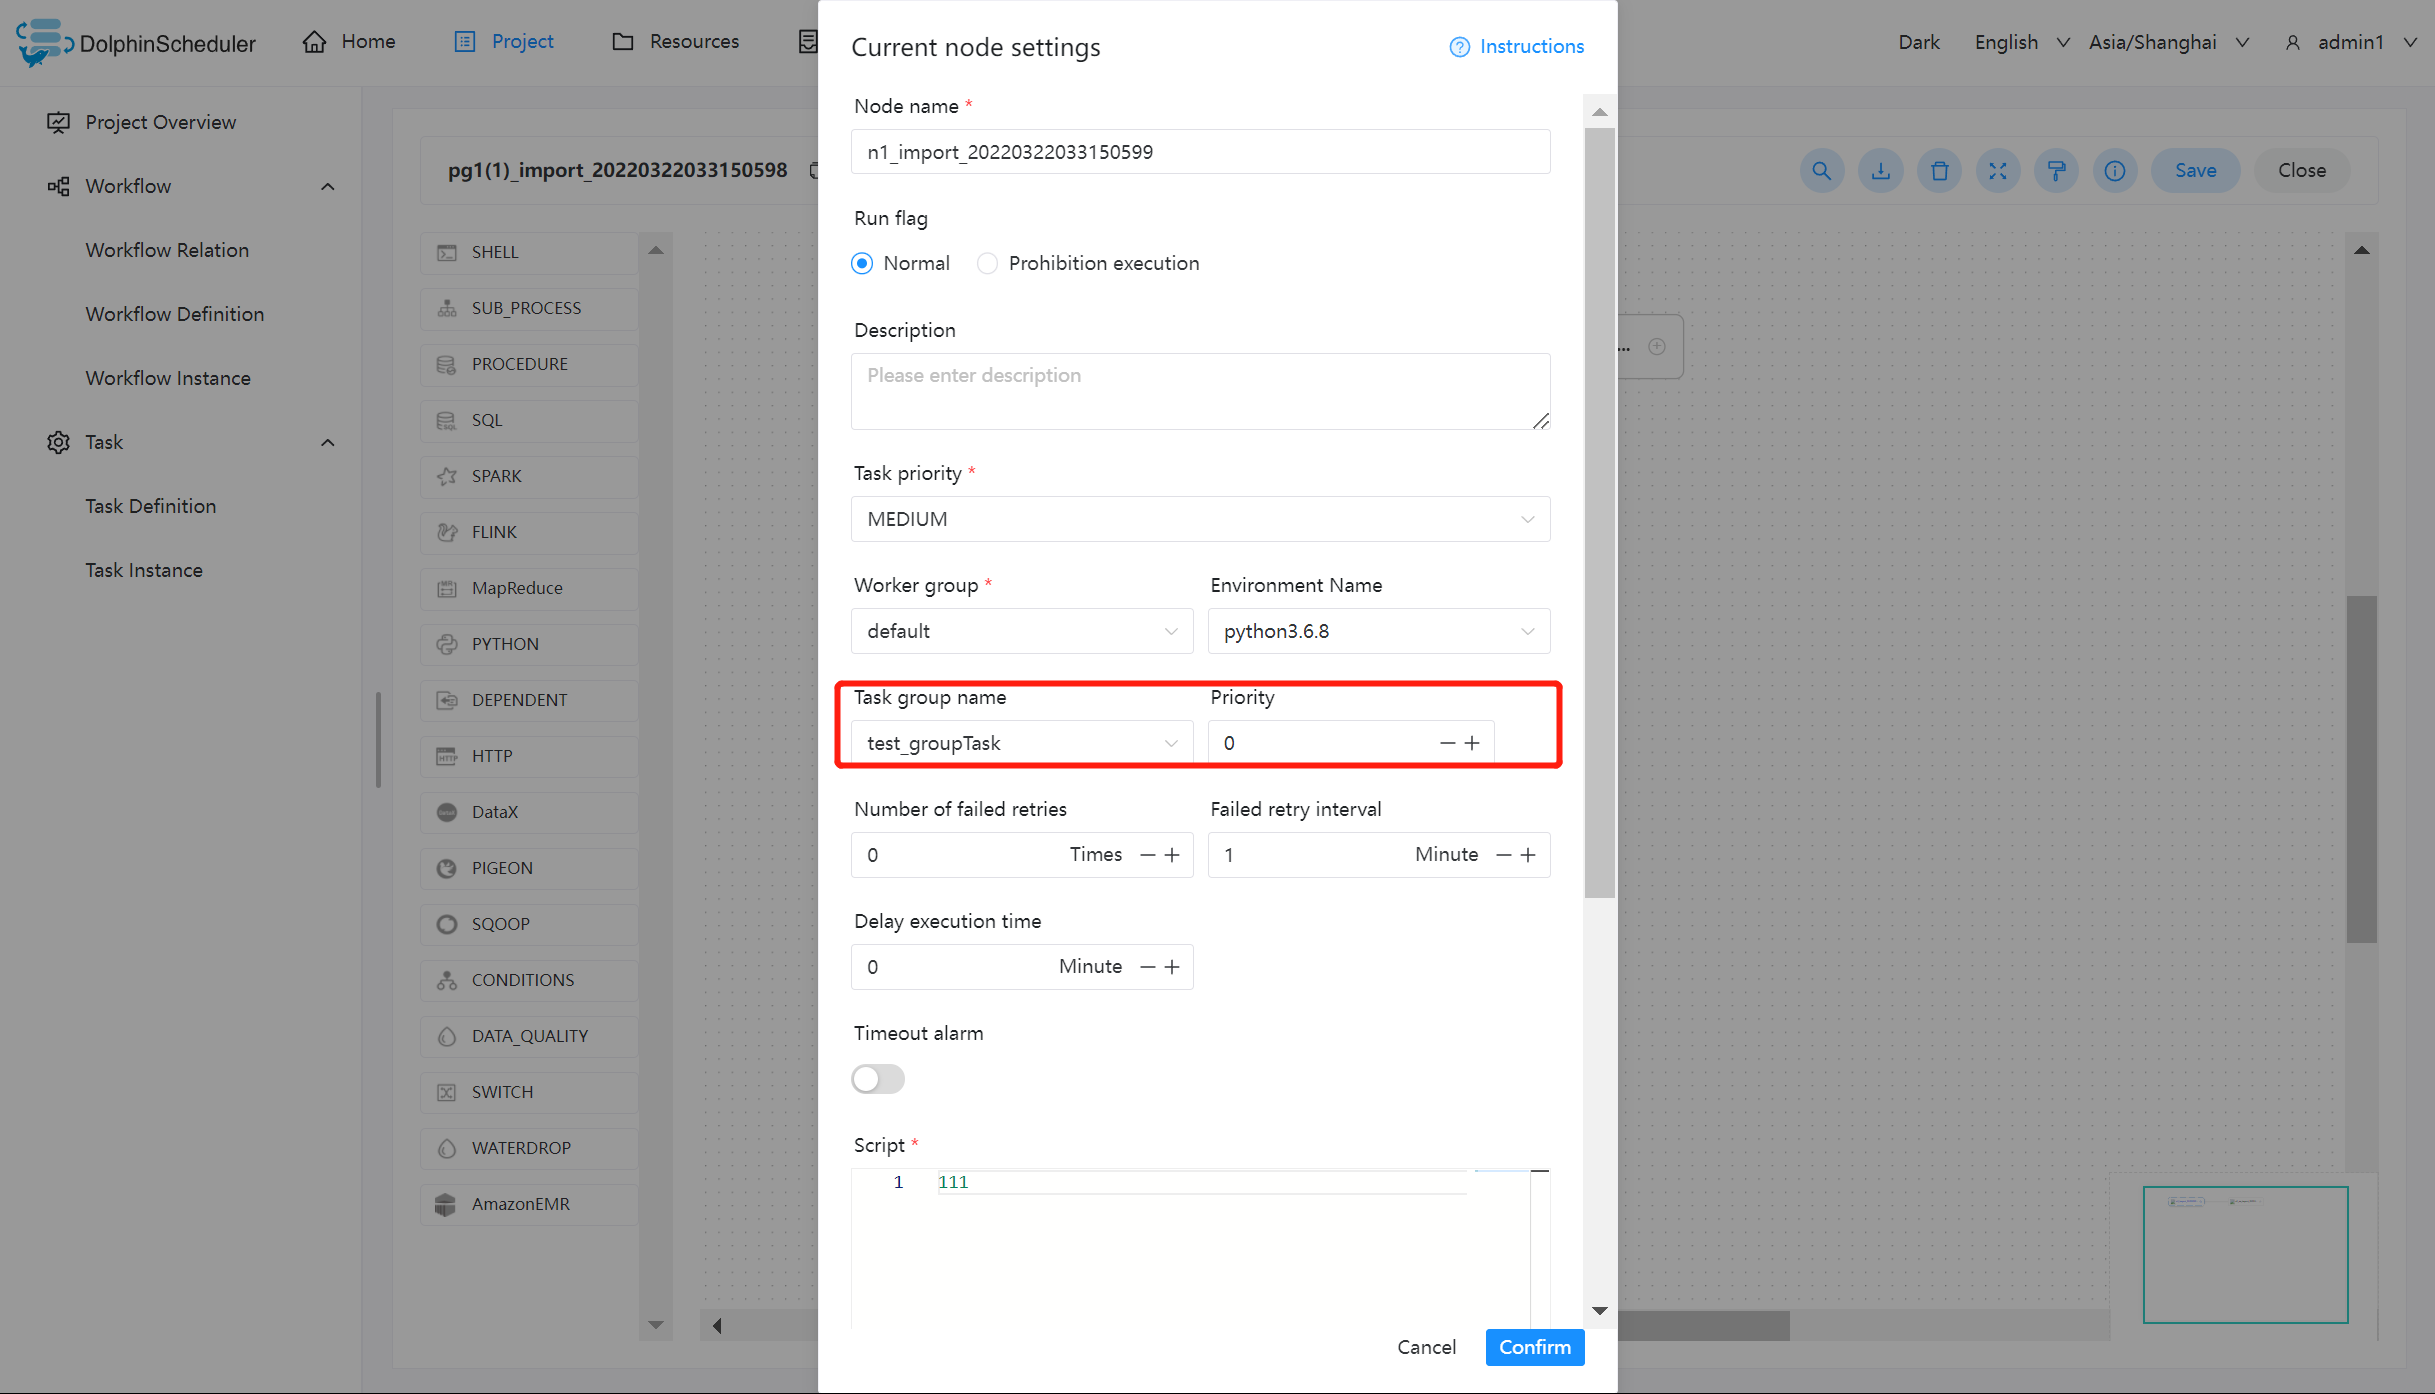 DolphinScheduler
Home
Project
Resources
Dark
English
Asia/Shanghai
admin1
Project Overview
Workflow
Workflow Relation
Workflow Definition
Workflow Instance
Task
Task Definition
Task Instance
pg1(1)_import_20220322033150598
Save
Close
SHELL
SUB_PROCESS
PROCEDURE
SQL
SPARK
FLINK
MapReduce
PYTHON
DEPENDENT
HTTP
DataX
PIGEON
SQOOP
CONDITIONS
DATA_QUALITY
SWITCH
WATERDROP
AmazonEMR
...
Current node settings
Instructions
Node name *
n1_import_20220322033150599
Run flag
Normal Prohibition execution
Description
Please enter description
Task priority *
MEDIUM
Worker group * Environment Name
default python3.6.8
Task group name Priority
test_groupTask 0
Number of failed retries Failed retry interval
0 Times 1 Minute
Delay execution time
0 Minute
Timeout alarm
Script *
1 111
Cancel Confirm